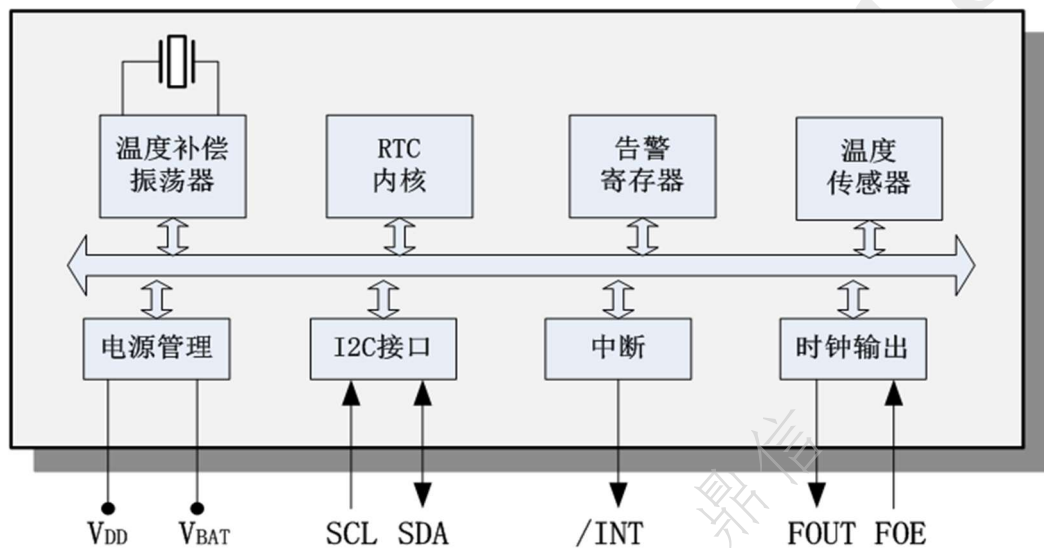 温度补偿
振荡器
RTC
内核
告警
寄存器
温度
传感器
电源管理
I2C接口
中断
时钟输出
VDD
VBAT
SCL
SDA
/INT
FOUT
FOE
鼎信